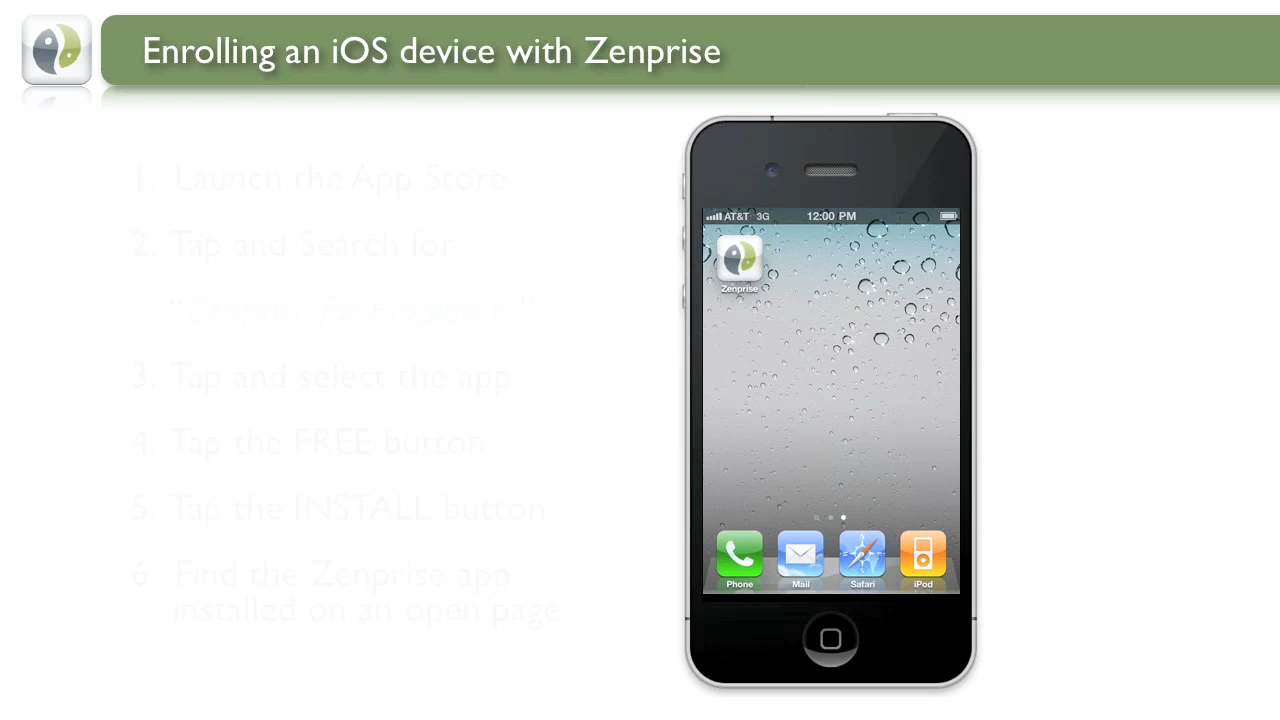 Enrolling an iOS device with Zenprise
1. Launch the App Store
2. Tap and Search for
"Zenprise for Employees"
3. Tap and select the app
4. Tap the FREE button
5. Tap the INSTALL button
6. Find the Zenprise app
installed on an open page
AT&T 3G 12:00 PM
Zenprise
Phone Mail Safari iPod